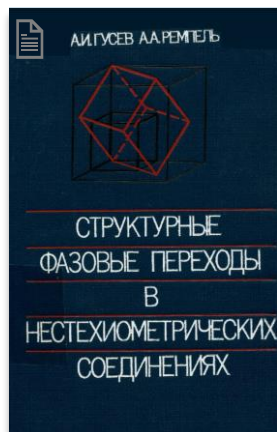 А.И.ГУСЕВ А.А.РЕМПЕЛЬ
СТРУКТУРНЫЕ
ФАЗОВЫЕ ПЕРЕХОДЫ
В
НЕСТЕХИОМЕТРИЧЕСКИХ
СОЕДИНЕНИЯХ